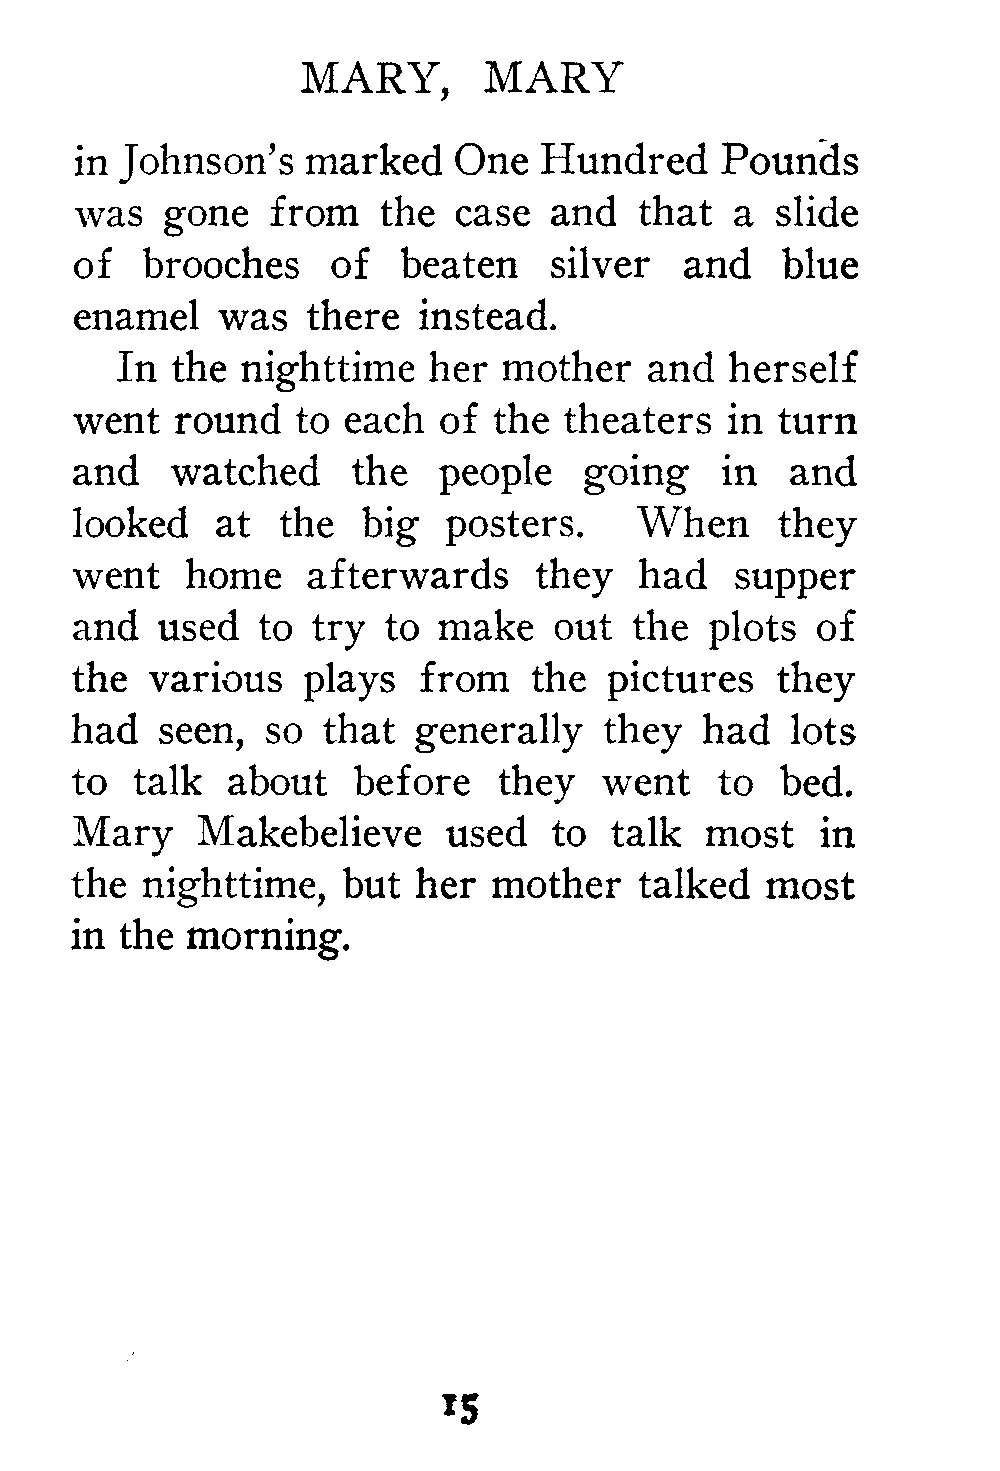 MARY, MARY
in Johnson's marked One Hundred Pounds
was gone from the case and that a slide
of brooches of beaten silver and blue
enamel was there instead.
In the nighttime her mother and herself
went round to each of the theaters in turn
and watched the people going in and
looked at the big posters. When they
went home afterwards they had supper
and used to try to make out the plots of
the various plays from the pictures they
had seen, so that generally they had lots
to talk about before they went to bed.
Mary Makebelieve used to talk most in
the nighttime, but her mother talked most
in the morning.
15